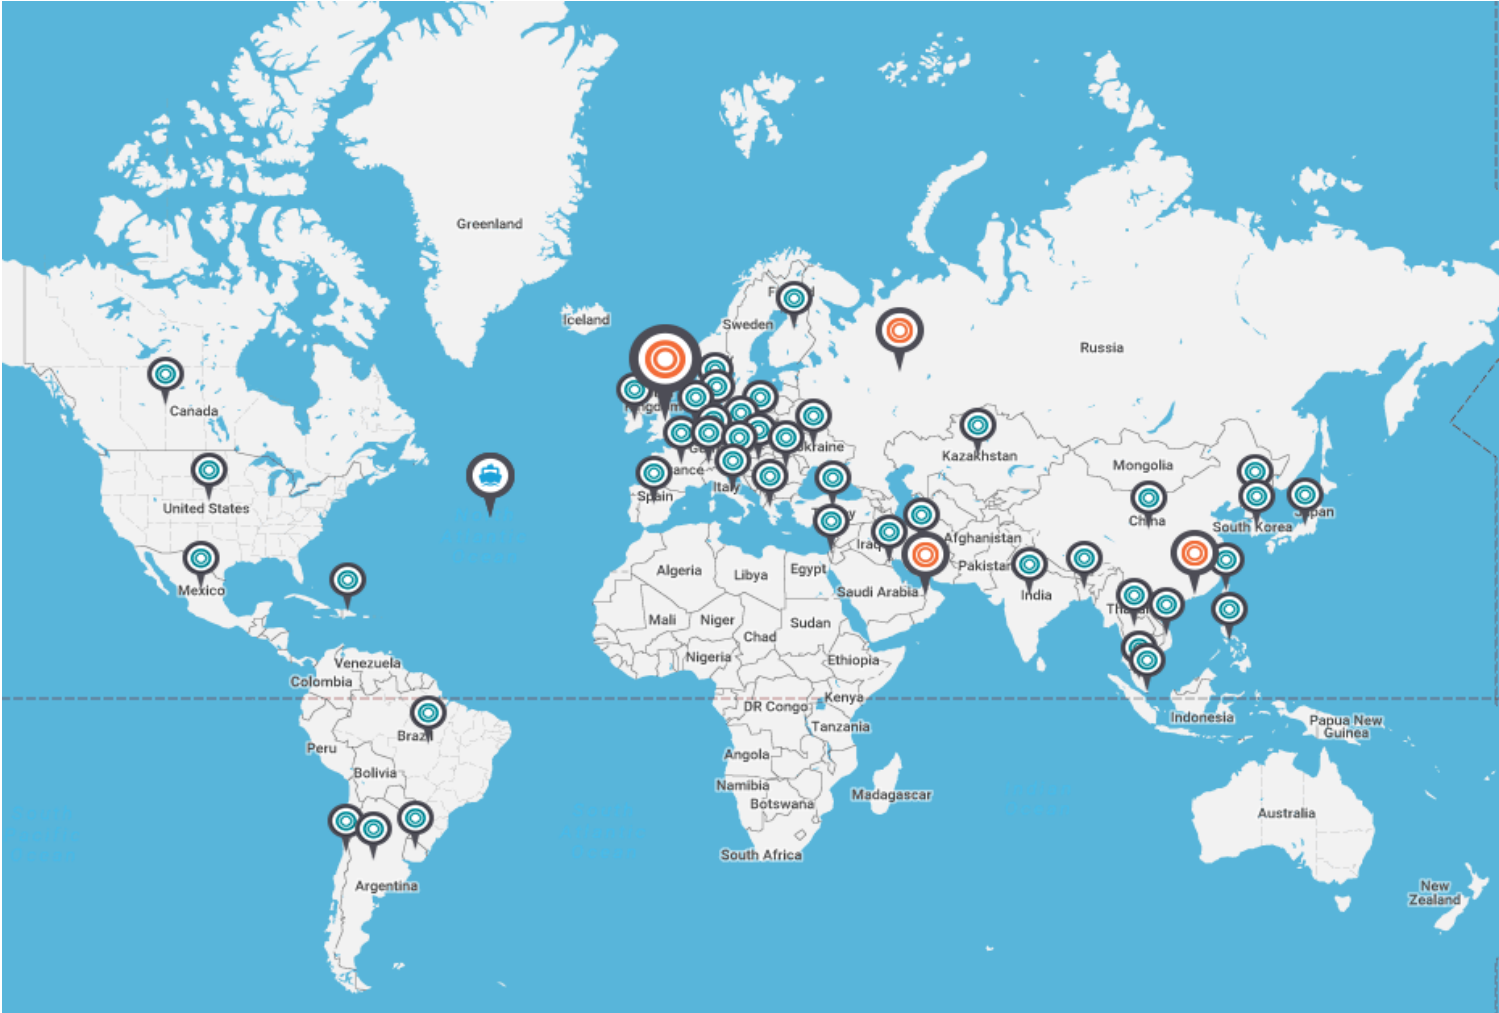 Greenland
Iceland
Sweden
Russia
Canada
United States
Mexico
Kazakhstan
Mongolia
China
South Korea
Japan
Spain
Italy
Iraq
Afghanistan
Pakistan
India
Algeria
Libya
Egypt
Saudi Arabia
Mali
Niger
Chad
Sudan
Nigeria
Ethiopia
Venezuela
Colombia
Kenya
DR Congo
Tanzania
Brazil
Peru
Bolivia
Angola
Namibia
Botswana
Madagascar
South Africa
Indonesia
Papua New
Guinea
Australia
Argentina
New
Zealand